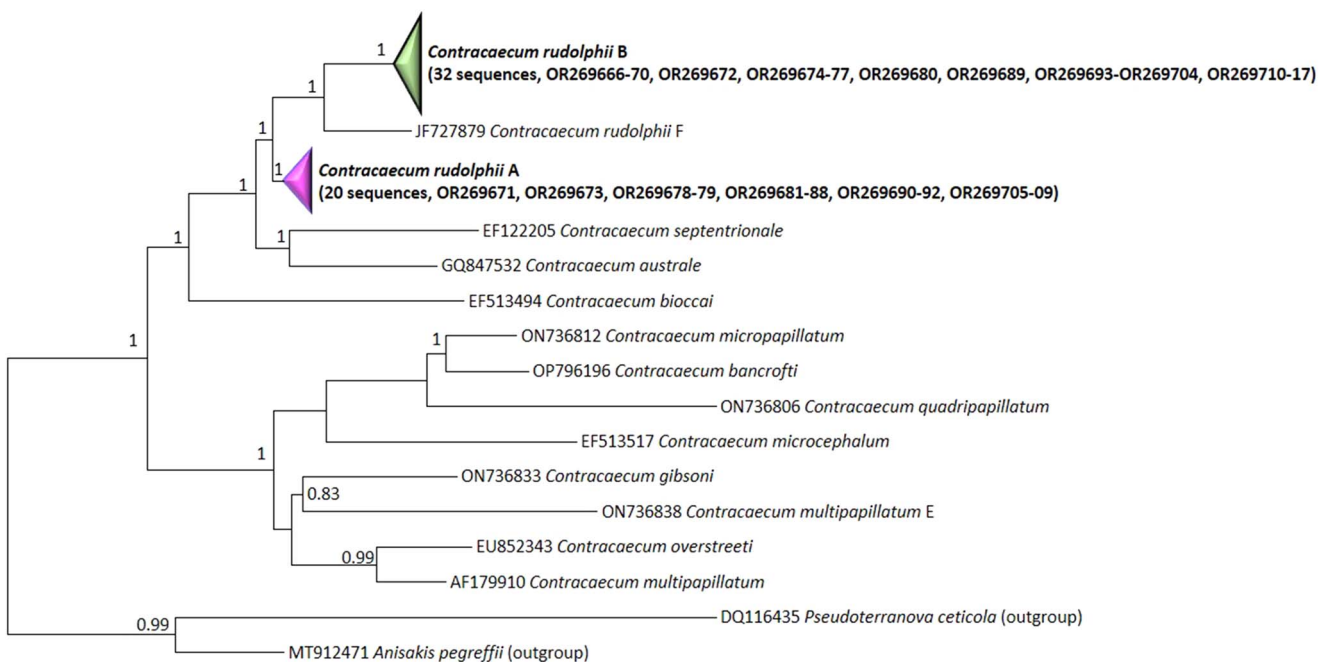 1
Contracaecum rudolphii B
(32 sequences, OR269666-70, OR269672, OR269674-77, OR269680, OR269689, OR269693-OR269704, OR269710-17)
1
JF727879 Contracaecum rudolphii F
1
1
Contracaecum rudolphii A
(20 sequences, OR269671, OR269673, OR269678-79, OR269681-88, OR269690-92, OR269705-09)
1
EF122205 Contracaecum septentrionale
1
1
GQ847532 Contracaecum australe
EF513494 Contracaecum bioccai
1
ON736812 Contracaecum micropapillatum
1
OP796196 Contracaecum bancrofti
ON736806 Contracaecum quadripapillatum
EF513517 Contracaecum microcephalum
1
ON736833 Contracaecum gibsoni
0.83
ON736838 Contracaecum multipapillatum E
EU852343 Contracaecum overstreeti
0.99
AF179910 Contracaecum multipapillatum
DQ116435 Pseudoterranova ceticola (outgroup)
0.99
MT912471 Anisakis pegreffii (outgroup)